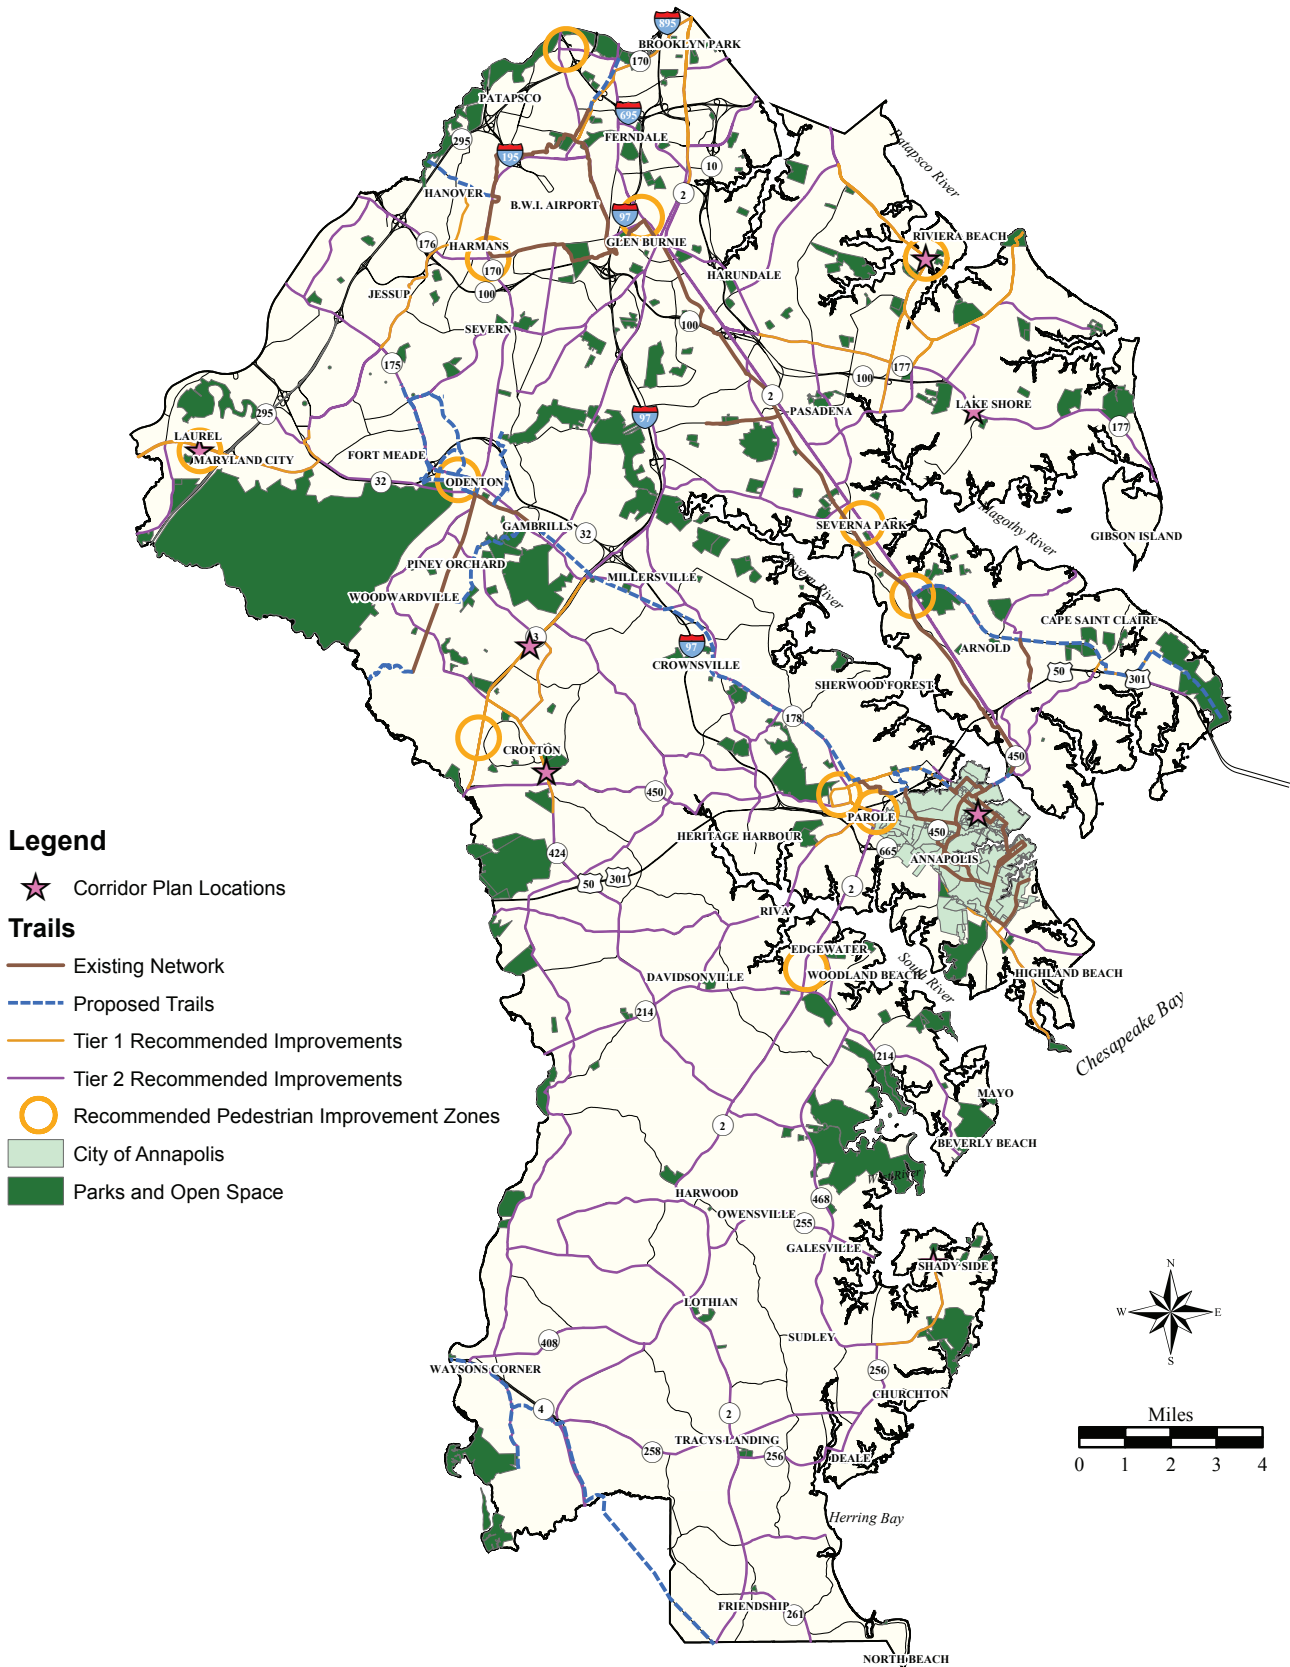 895
BROOKLYN PARK
170
PATAPSCO
695
FERNDALE
295
195
10
Patapsco River
HANOVER
B.W.I. AIRPORT
2
97
176
HARMANS
GLEN BURNIE
RIVIERA BEACH
170
HARUNDALE
JESSUP
100
SEVERN
100
175
177
100
2
PASADENA
LAKE SHORE
295
97
177
LAUREL
MARYLAND CITY
FORT MEADE
32
ODENTON
GAMBRILLS
32
SEVERNA PARK
Magothy River
GIBSON ISLAND
PINEY ORCHARD
MILLERSVILLE
Severn River
WOODWARDVILLE
3
97
CROWNSVILLE
CAPE SAINT CLAIRE
ARNOLD
50
301
SHERWOOD FOREST
178
CROFTON
450
450
PAROLE
HERITAGE HARBOUR
450
665
ANNAPOLIS
424
50
301
2
RIVA
EDGEWATER
WOODLAND BEACH
South River
HIGHLAND BEACH
DAVIDSONVILLE
214
Chesapeake Bay
214
MAYO
2
BEVERLY BEACH
West River
HARWOOD
468
OWENSVILLE
255
GALESVILLE
SHADY SIDE
LOTHIAN
SUDLEY
408
WAYSONS CORNER
256
CHURCHTON
4
2
TRACYS LANDING
258
256
DEALE
Herring Bay
FRIENDSHIP
261
NORTH BEACH
Legend
Corridor Plan Locations
Trails
Existing Network
Proposed Trails
Tier 1 Recommended Improvements
Tier 2 Recommended Improvements
Recommended Pedestrian Improvement Zones
City of Annapolis
Parks and Open Space
N
W
E
S
Miles
0 1 2 3 4